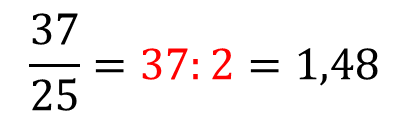 37/25 = 37: 2 = 1,48